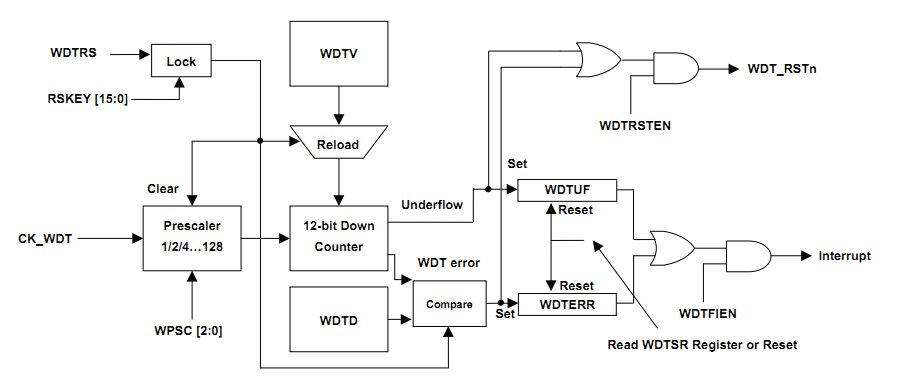 WDTRS
Lock
WDTV
WDT_RSTn
RSKEY [15:0]
WDTRSTEN
Reload
Set
Clear
Underflow
WDTUF
Prescaler
1/2/4...128
12-bit Down
Counter
Reset
CK_WDT
WDT error
Interrupt
Reset
Compare
WDTERR
Set
WDTD
WDTFIEN
WPSC [2:0]
Read WDTSR Register or Reset